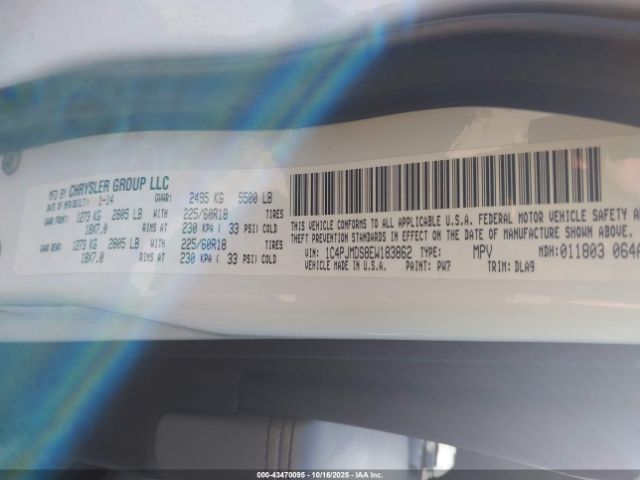 MFD BY CHRYSLER GROUP LLC
DATE OF MFR(BUILT: 1-14 GVWR: 2495 KG 5500 LB
GAWR FRONT: 1273 KG 2805 LB WITH 225/60R18 TIRES
18X7.0 RIMS AT 230 KPA ( 33 PSI) COLD
GAWR REAR: 1273 KG 2805 LB WITH 225/60R18 TIRES
18X7.0 RIMS AT 230 KPA ( 33 PSI) COLD
THIS VEHICLE CONFORMS TO ALL APPLICABLE U.S.A. FEDERAL MOTOR VEHICLE SAFETY
THEFT PREVENTION STANDARDS IN EFFECT ON THE DATE OF MANUFACTURE SHOWN ABOVE
VIN: 1C4PJMDS8EW183862 TYPE: MPV MDH: 011803 064A
VEHICLE MADE IN U.S.A. PAINT: PW7 TRIM: DLA9
000-43470095 - 10/16/2025 - IAA Inc.